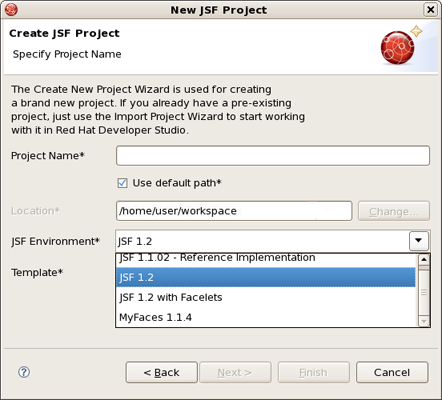 New JSF Project
Create JSF Project
Specify Project Name
The Create New Project Wizard is used for creating
a brand new project. If you already have a pre-existing
project, just use the Import Project Wizard to start working
with it in Red Hat Developer Studio.
Project Name*
Use default path*
Location* /home/user/workspace Change...
JSF Environment* JSF 1.2
JSF 1.1.02 - Reference Implementation
Template* JSF 1.2
JSF 1.2 with Facelets
MyFaces 1.1.4
? < Back Next > Finish Cancel